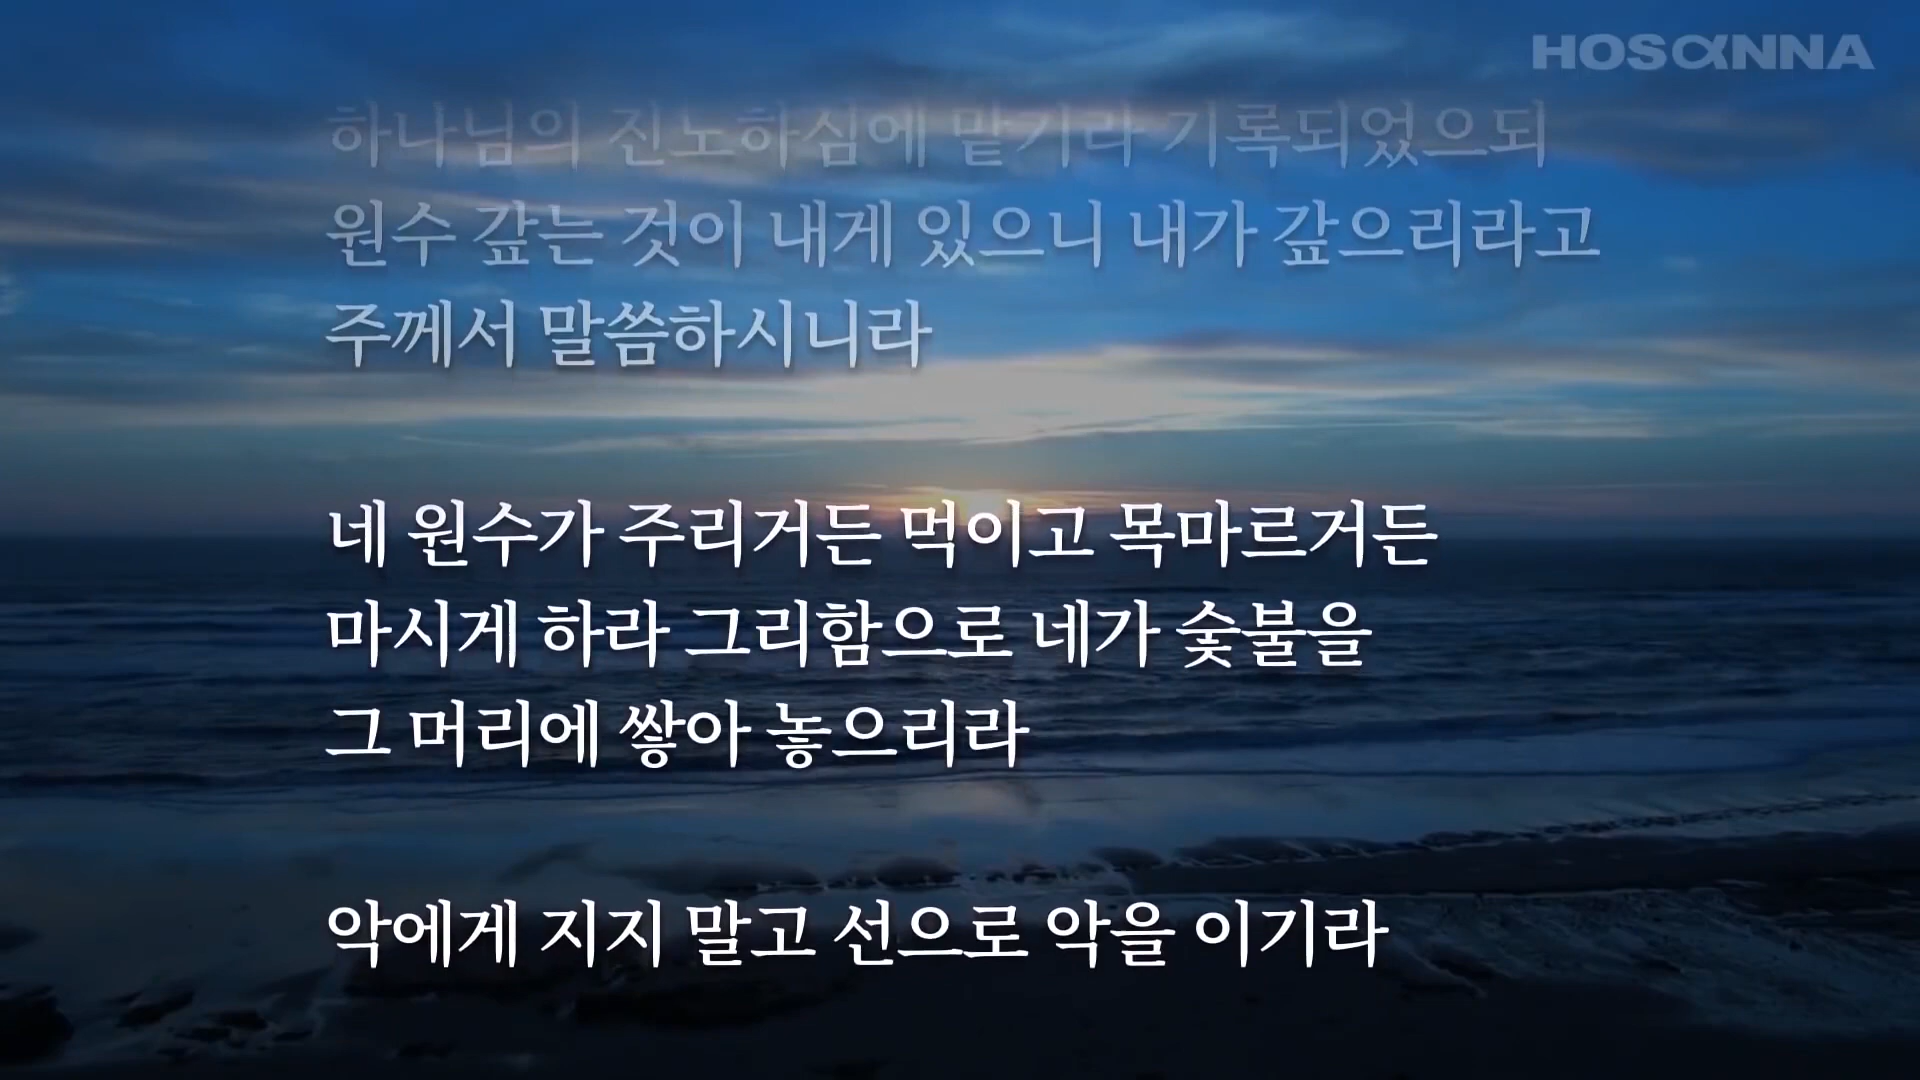 HOSANNA
하나님의 진노하심에 맡기라 기록되었으되
원수 갚는 것이 내게 있으니 내가 갚으리라고
주께서 말씀하시니라
네 원수가 주리거든 먹이고 목마르거든
마시게 하라 그리함으로 네가 숯불을
그 머리에 쌓아 놓으리라
악에게 지지 말고 선으로 악을 이기라